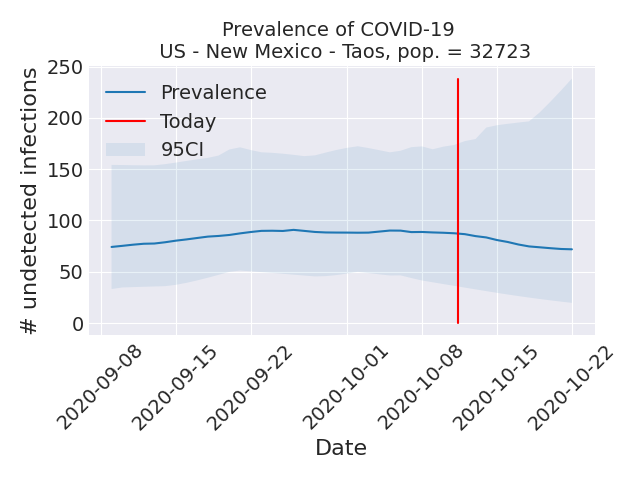 Prevalence of COVID-19
US - New Mexico - Taos, pop. = 32723
250
200
150
100
50
0
# undetected infections
Prevalence
Today
95CI
2020-09-08
2020-09-15
2020-09-22
2020-10-01
2020-10-08
2020-10-15
2020-10-22
Date